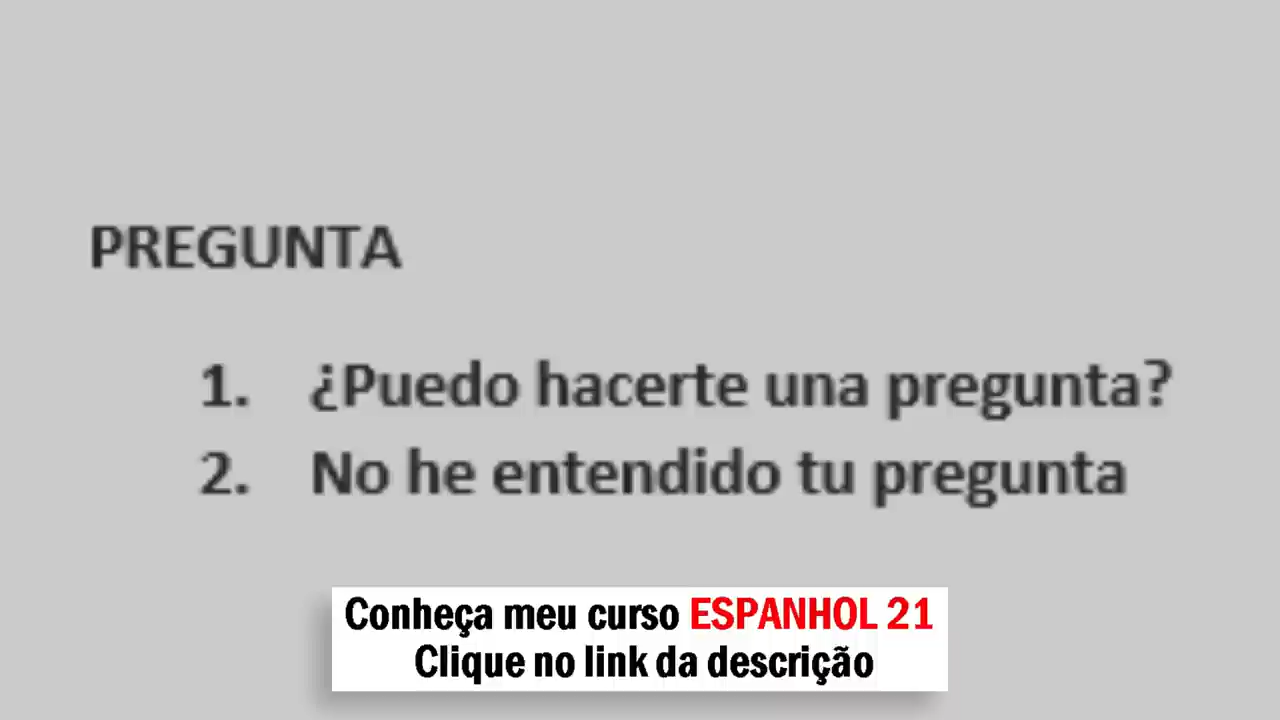 PREGUNTA
1. ¿Puedo hacerte una pregunta?
2. No he entendido tu pregunta
Conheça meu curso ESPANHOL 21
Clique no link da descrição